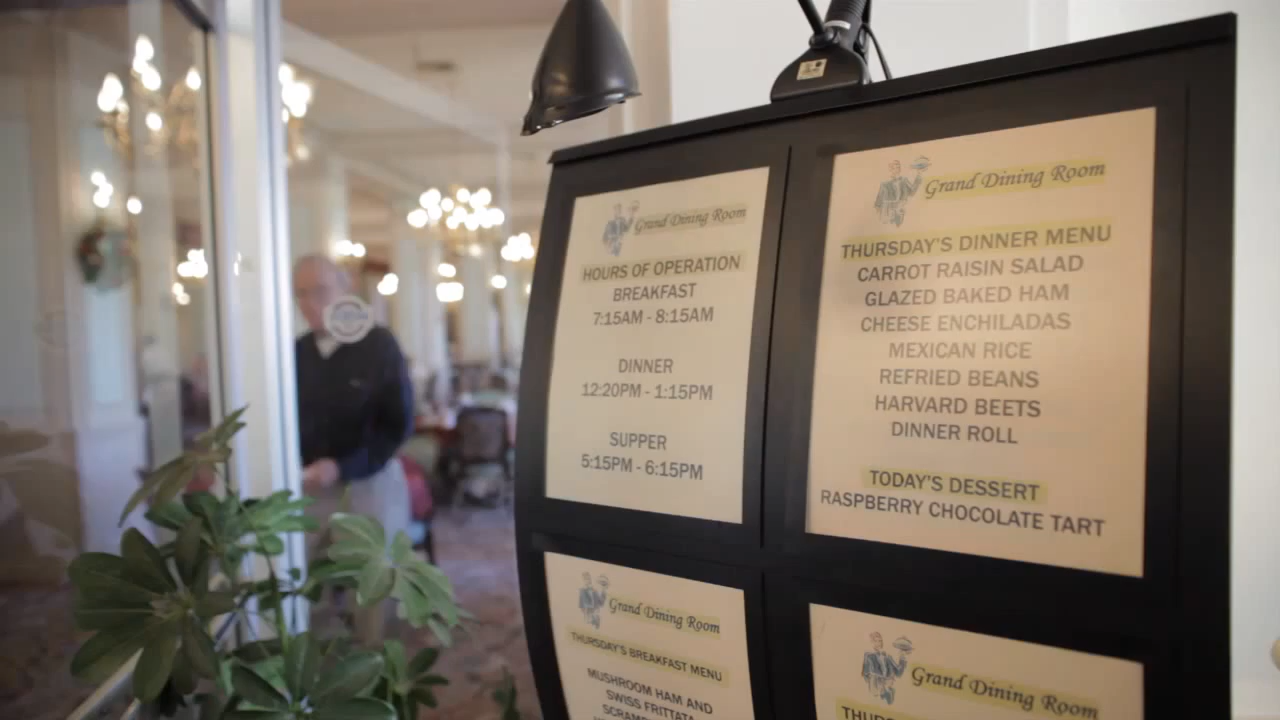 Grand Dining Room
HOURS OF OPERATION
BREAKFAST
7:15AM - 8:15AM
DINNER
12:20PM - 1:15PM
SUPPER
5:15PM - 6:15PM
Grand Dining Room
THURSDAY'S DINNER MENU
CARROT RAISIN SALAD
GLAZED BAKED HAM
CHEESE ENCHILADAS
MEXICAN RICE
REFRIED BEANS
HARVARD BEETS
DINNER ROLL
TODAY'S DESSERT
RASPBERRY CHOCOLATE TART
Grand Dining Room
THURSDAY'S BREAKFAST MENU
MUSHROOM HAM AND
SWISS FRITTATA
Grand Dining Room